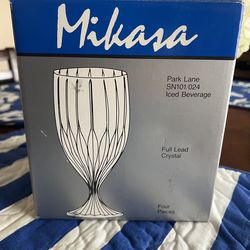 Mikasa
Park Lane
SN101/024
Iced Beverage
Full Lead
Crystal
Four
Pieces